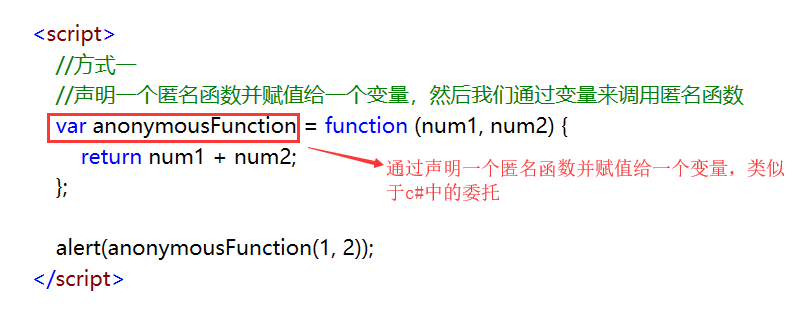 <script>
//方式一
//声明一个匿名函数并赋值给一个变量，然后我们通过变量来调用匿名函数
var anonymousFunction = function (num1, num2) {
return num1 + num2;
};
通过声明一个匿名函数并赋值给一个变量，类似
于c#中的委托
alert(anonymousFunction(1, 2));
</script>